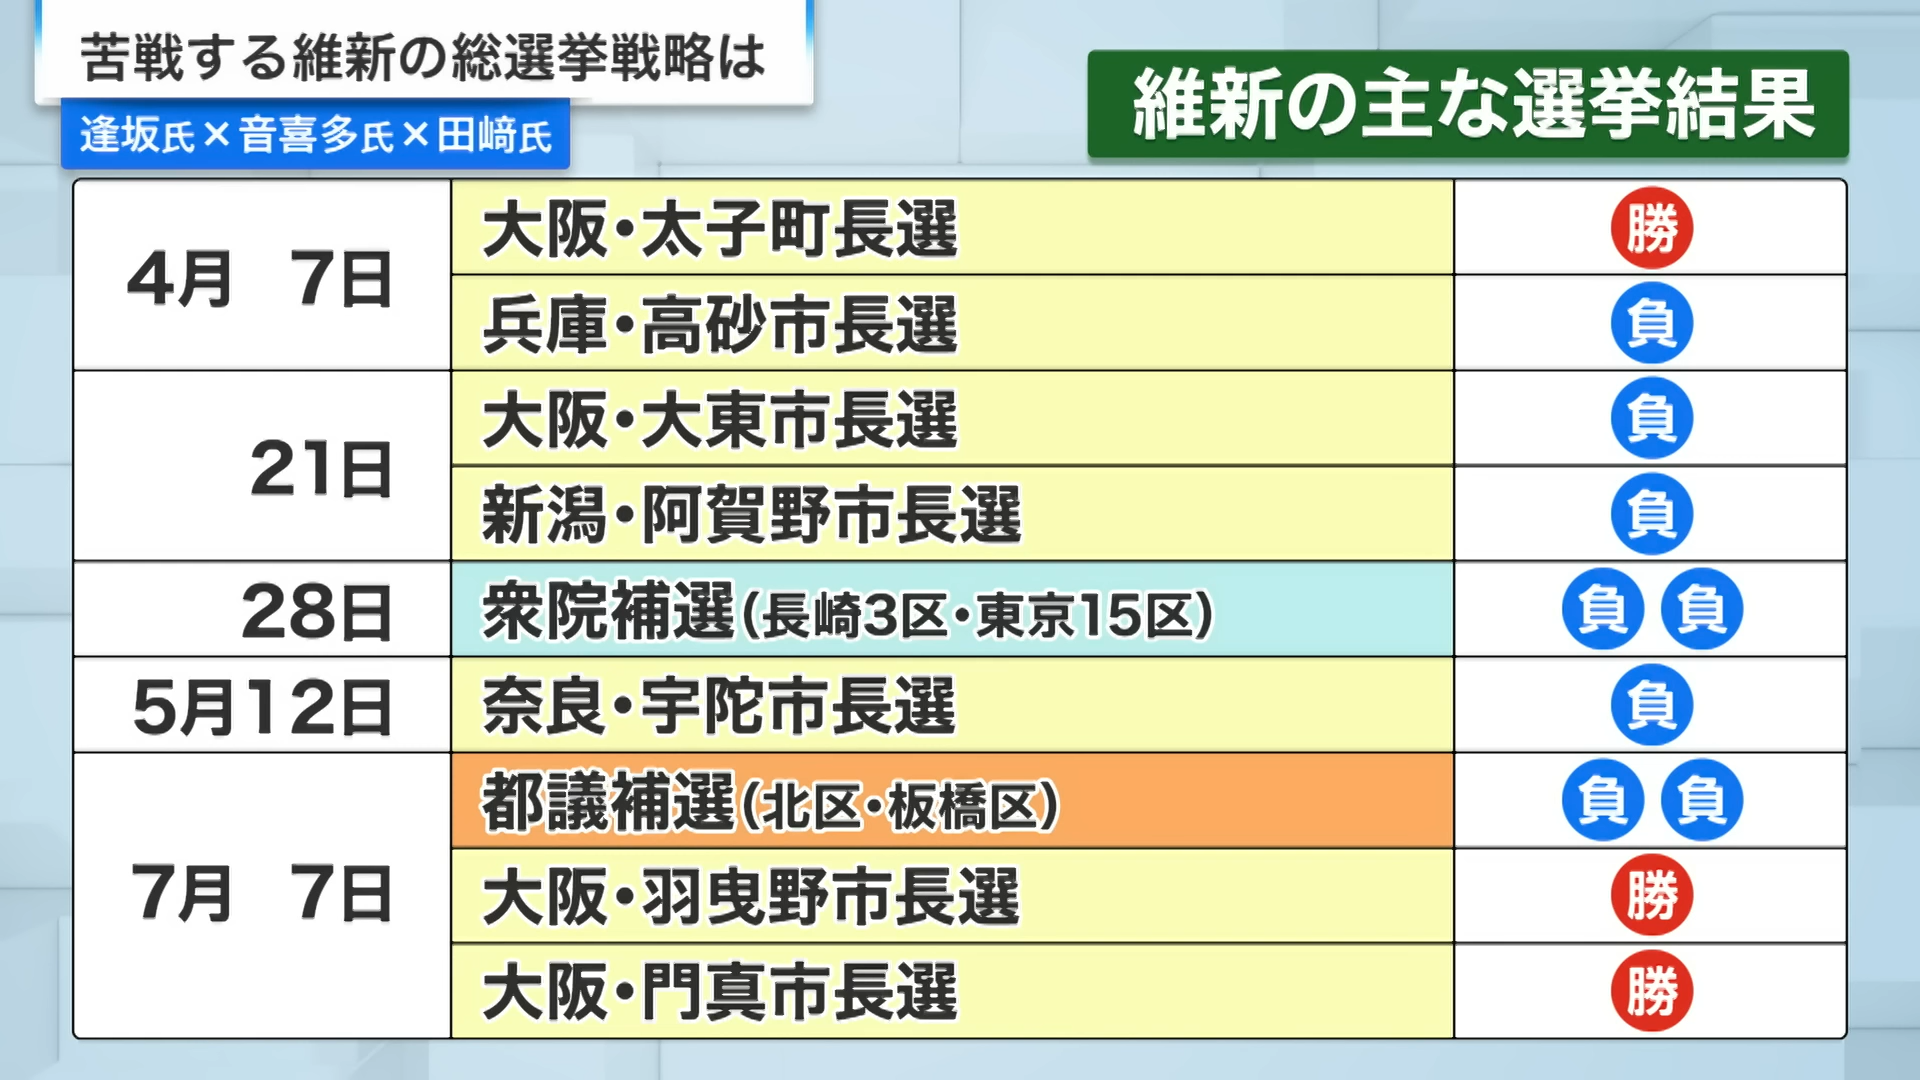 苦戦する維新の総選挙戦略は
逢坂氏×音喜多氏×田﨑氏
維新の主な選挙結果
4月 7日
大阪・太子町長選 勝
兵庫・高砂市長選 負
21日
大阪・大東市長選 負
新潟・阿賀野市長選 負
28日 衆院補選(長崎3区・東京15区) 負 負
5月12日 奈良・宇陀市長選 負
7月 7日
都議補選(北区・板橋区) 負 負
大阪・羽曳野市長選 勝
大阪・門真市長選 勝